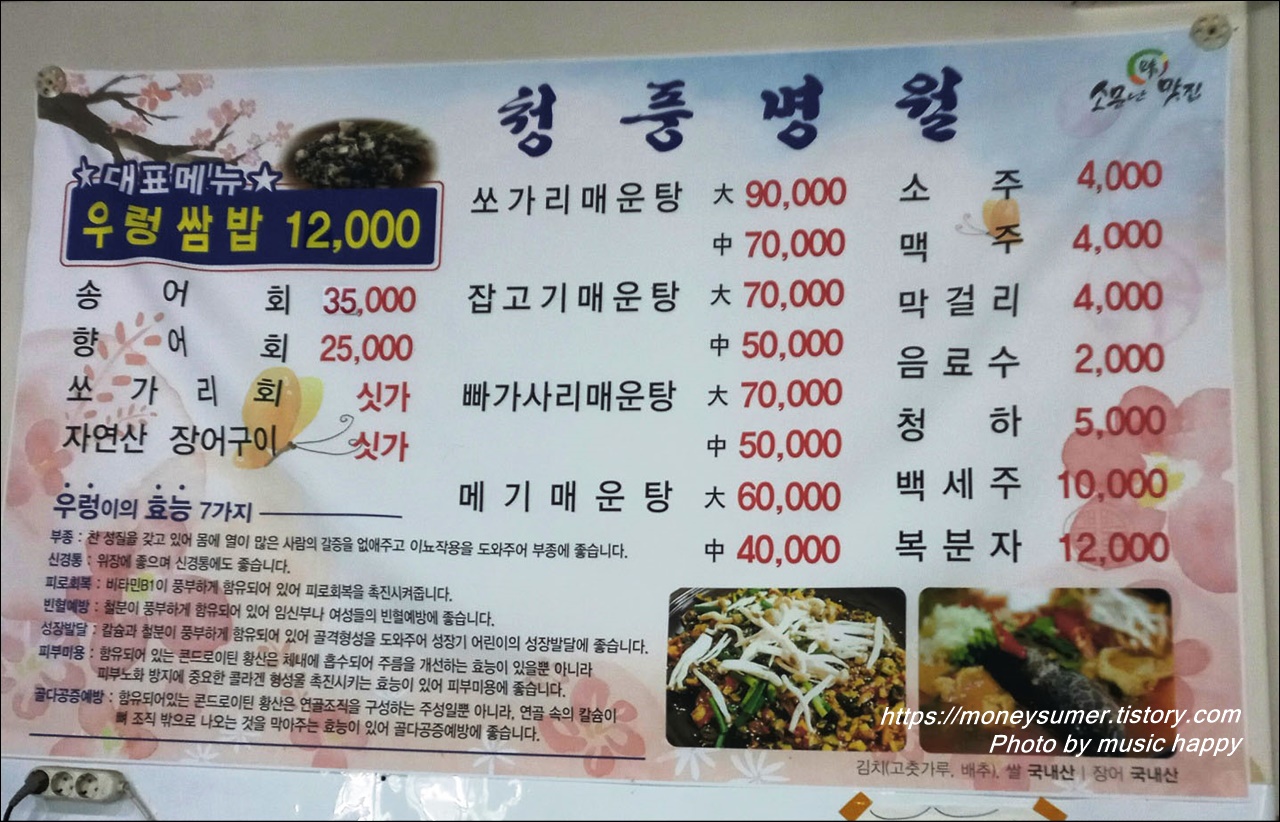 청풍명월
소문난 맛집
☆대표메뉴☆
우렁쌈밥 12,000
송어회 35,000
향어회 25,000
쏘가리회 싯가
자연산 장어구이 싯가
쏘가리매운탕 大 90,000
中 70,000
잡고기매운탕 大 70,000
中 50,000
빠가사리매운탕 大 70,000
中 50,000
메기매운탕 大 60,000
中 40,000
소주 4,000
맥주 4,000
막걸리 4,000
음료수 2,000
청하 5,000
백세주 10,000
복분자 12,000
우렁이의 효능 7가지
부종 : 찬 성질을 갖고 있어 몸에 열이 많은 사람의 갈증을 없애주고 이뇨작용을 도와주어 부종에 좋습니다.
신경통 : 위장에 좋으며 신경통에도 좋습니다.
피로회복 : 비타민B1이 풍부하게 함유되어 있어 피로회복을 촉진시켜줍니다.
빈혈예방 : 철분이 풍부하게 함유되어 있어 임신부나 여성들의 빈혈예방에 좋습니다.
성장발달 : 칼슘과 철분이 풍부하게 함유되어 있어 골격형성을 도와주어 성장기 어린이의 성장발달에 좋습니다.
피부미용 : 함유되어 있는 콘드로이틴 황산은 체내에 흡수되어 주름을 개선하는 효능이 있을뿐 아니라
피부노화 방지에 중요한 콜라겐 형성을 촉진시키는 효능이 있어 피부미용에 좋습니다.
골다공증예방 : 함유되어있는 콘드로이틴 황산은 연골조직을 구성하는 주성일뿐 아니라, 연골 속의 칼슘이
뼈 조직 밖으로 나오는 것을 막아주는 효능이 있어 골다공증예방에 좋습니다.
https://moneysumer.tistory.com
Photo by music happy
김치(고춧가루, 배추), 쌀 국내산 | 장어 국내산